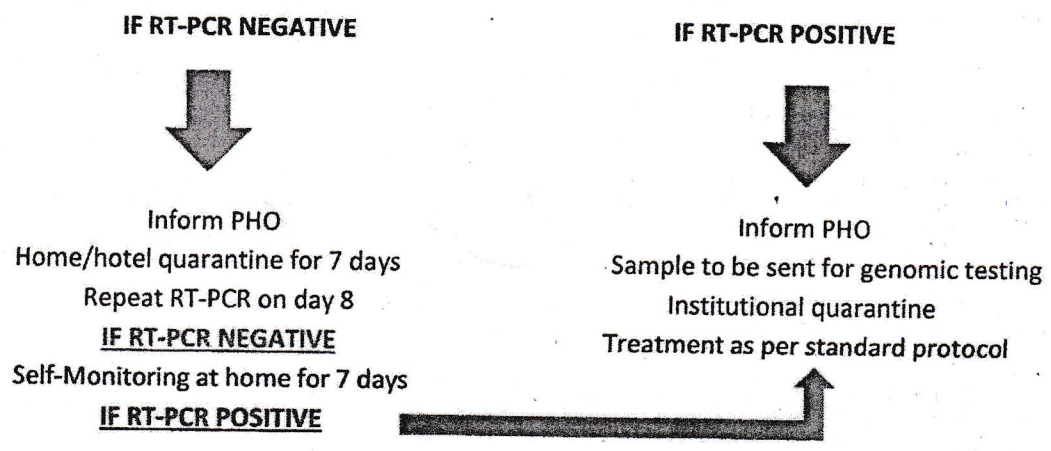 IF RT-PCR NEGATIVE
Inform PHO
Home/hotel quarantine for 7 days
Repeat RT-PCR on day 8
IF RT-PCR NEGATIVE
Self-Monitoring at home for 7 days
IF RT-PCR POSITIVE
IF RT-PCR POSITIVE
Inform PHO
Sample to be sent for genomic testing
Institutional quarantine
Treatment as per standard protocol